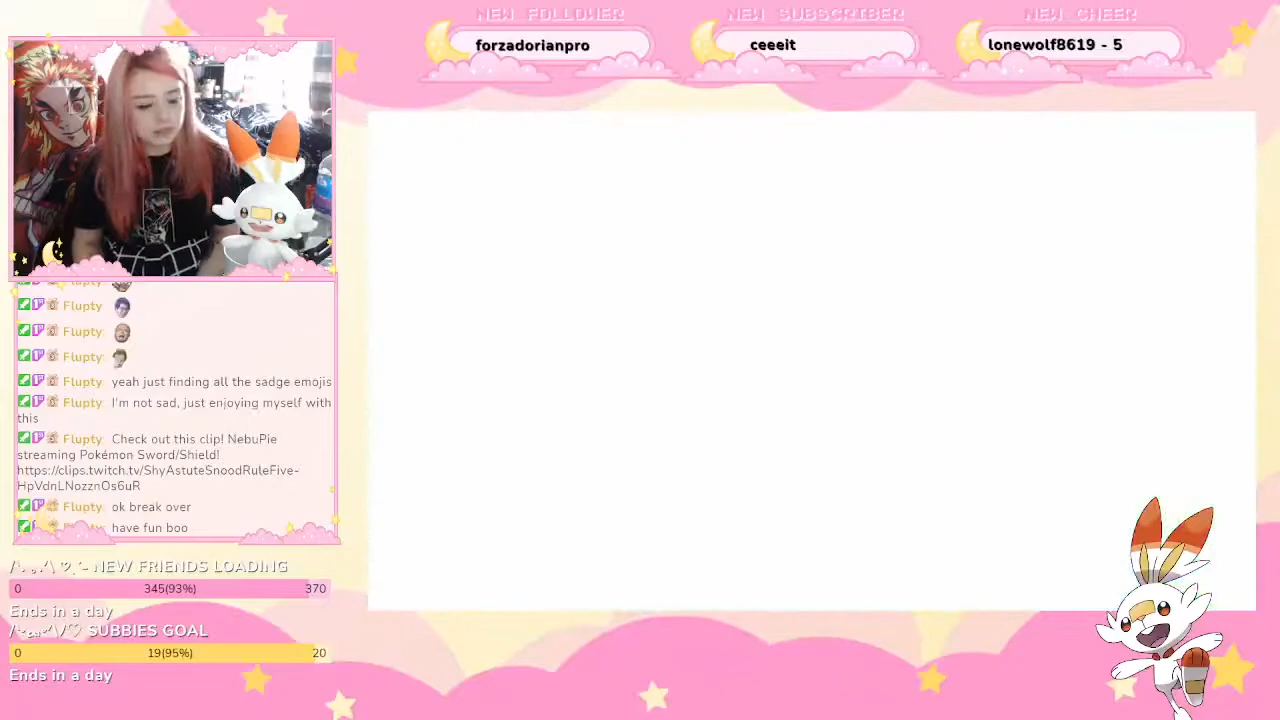 NEW FOLLOWER
NEW SUBSCRIBER
NEW CHEER
forzadorianpro
ceeeit
lonewolf8619 - 5
Flupty:
Flupty:
Flupty:
Flupty:
Flupty: yeah just finding all the sadge emojis
Flupty: I'm not sad, just enjoying myself with
this
Flupty: Check out this clip! NebuPie
streaming Pokémon Sword/Shield!
https://clips.twitch.tv/ShyAstuteSnoodRuleFive-
HpVdnLNozznOs6uR
Flupty: ok break over
Flupty: have fun boo
NEW FRIENDS LOADING
0 345(93%) 370
Ends in a day
SUBBIES GOAL
0 19(95%) 20
Ends in a day